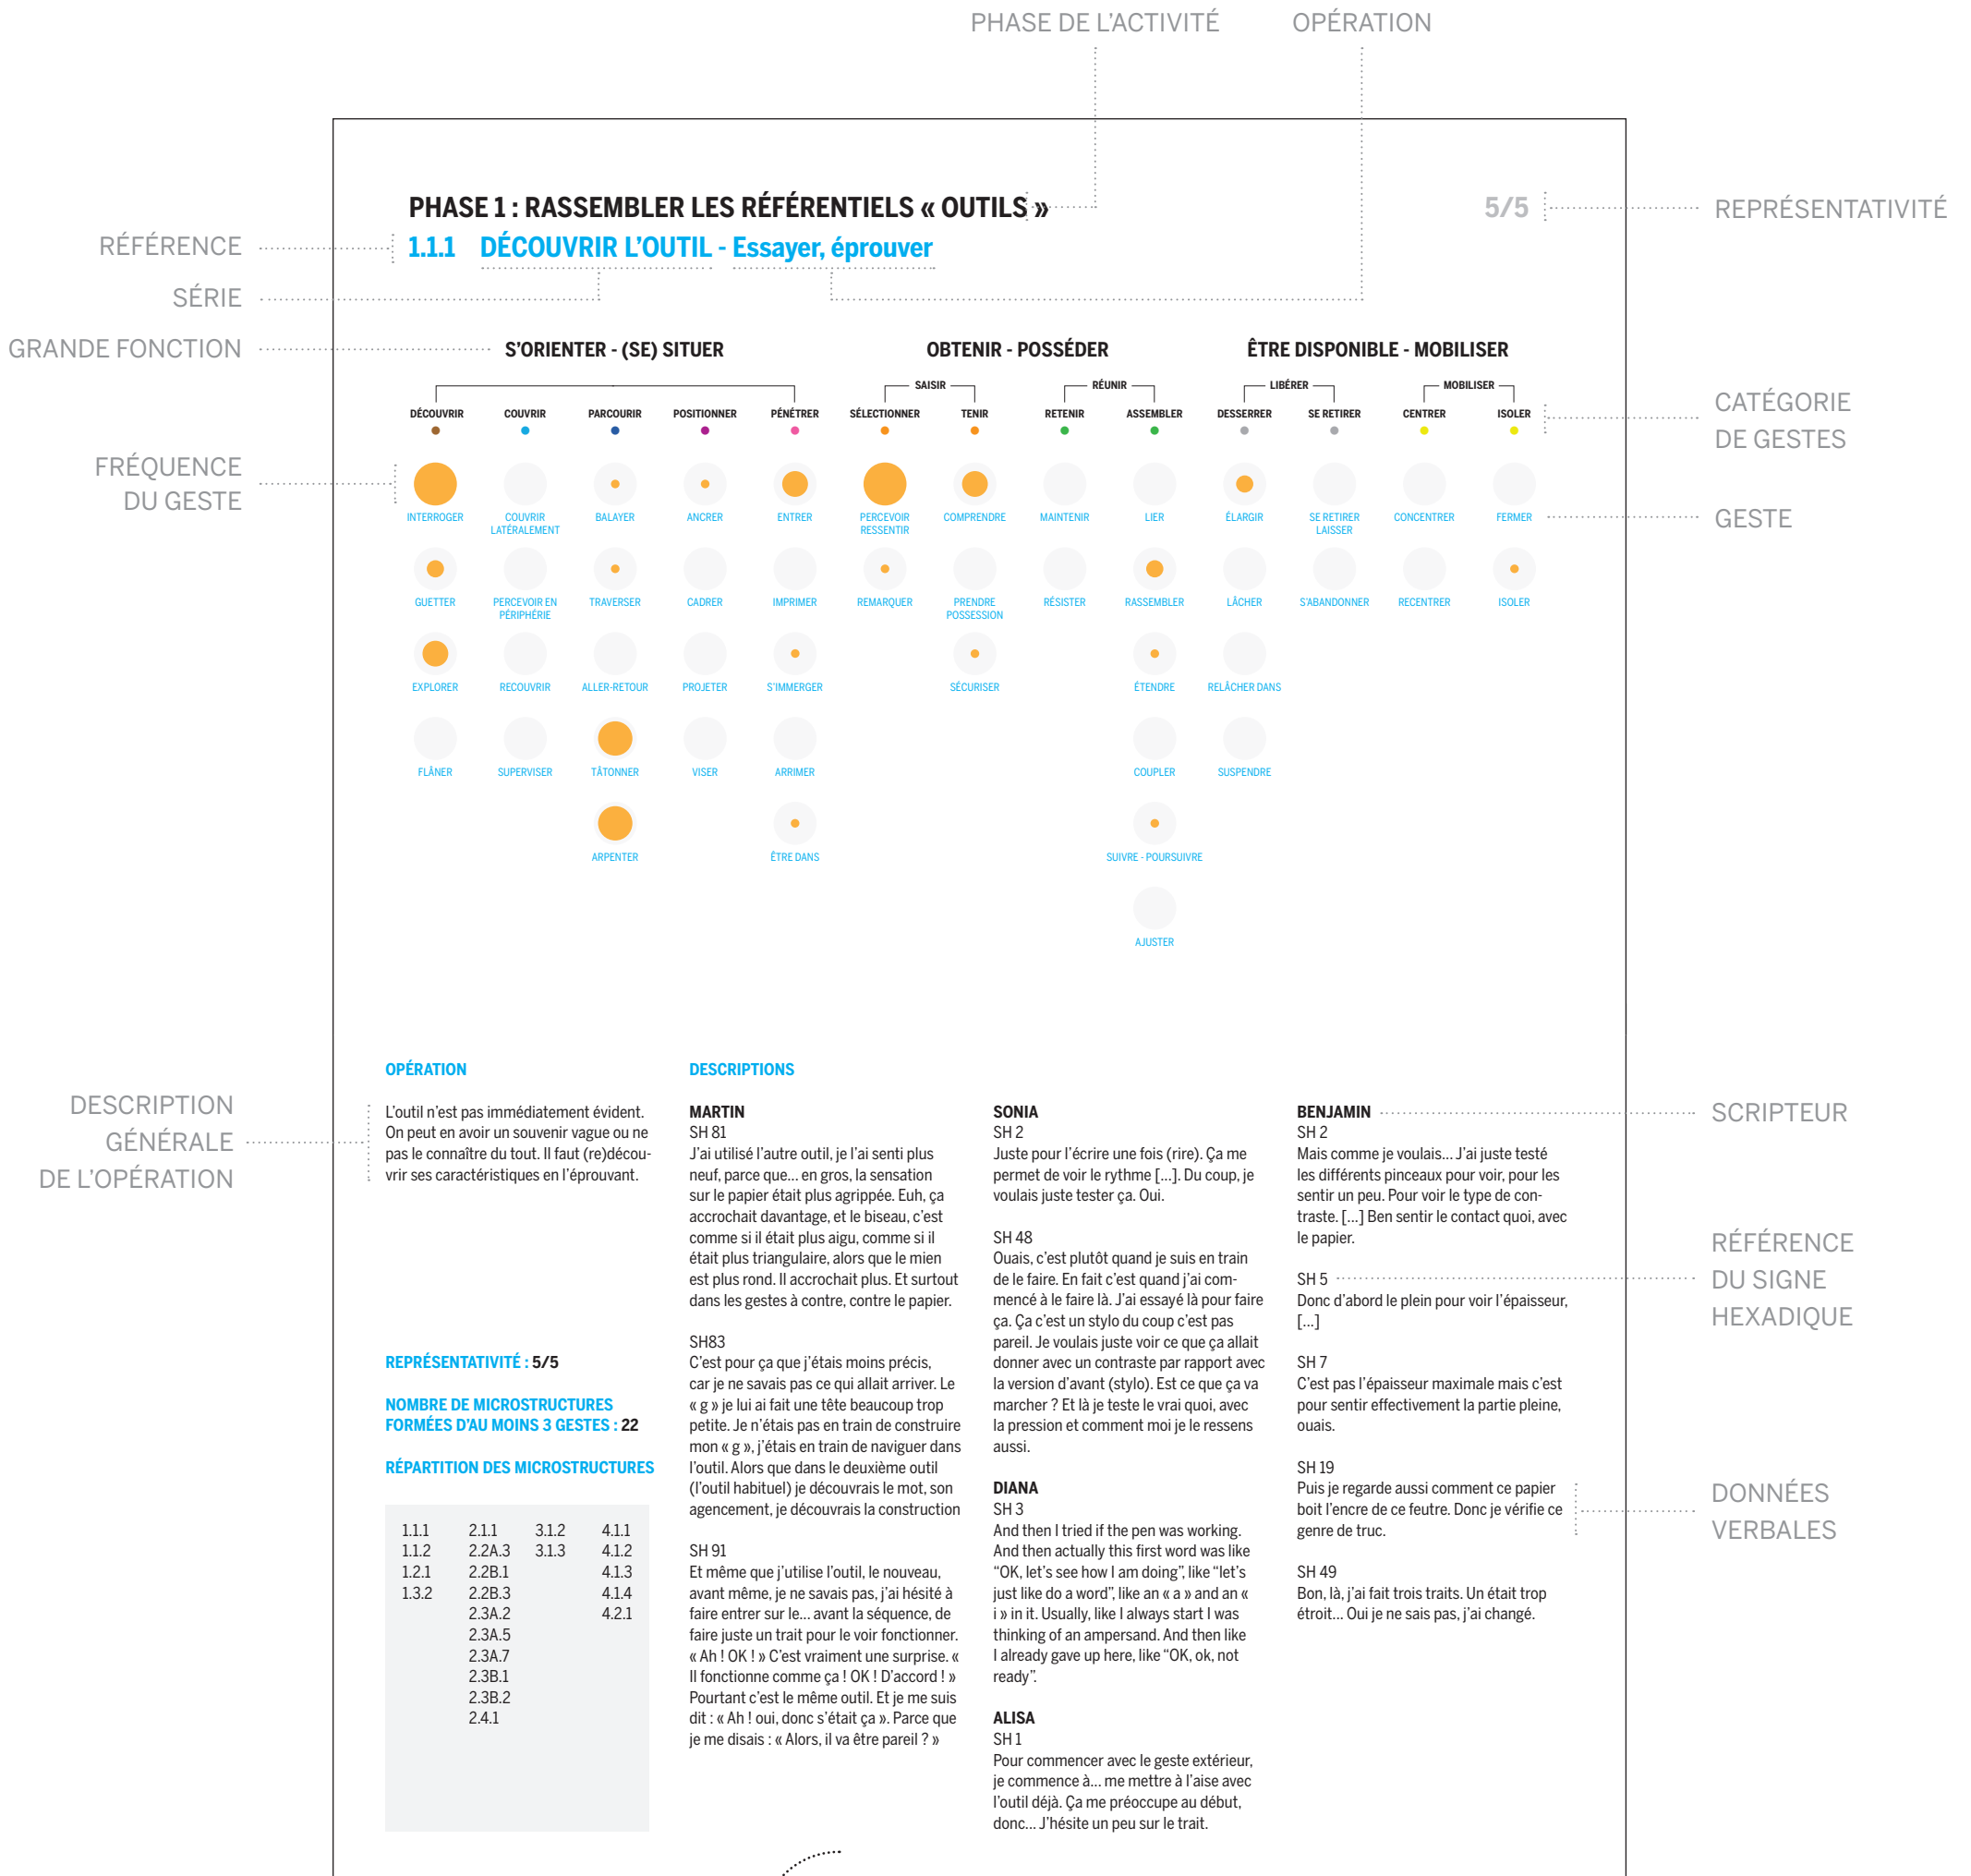 PHASE DE L'ACTIVITÉ
OPÉRATION
PHASE 1 : RASSEMBLER LES RÉFÉRENTIELS « OUTILS »
5/5
REPRÉSENTATIVITÉ
RÉFÉRENCE
1.1.1 DÉCOUVRIR L'OUTIL - Essayer, éprouver
SÉRIE
GRANDE FONCTION
S'ORIENTER - (SE) SITUER
OBTENIR - POSSÉDER
ÊTRE DISPONIBLE - MOBILISER
SAISIR
RÉUNIR
LIBÉRER
MOBILISER
DÉCOUVRIR
COUVRIR
PARCOURIR
POSITIONNER
PÉNÉTRER
SÉLECTIONNER
TENIR
RETENIR
ASSEMBLER
DESSERRER
SE RETIRER
CENTRER
ISOLER
CATÉGORIE
DE GESTES
FRÉQUENCE
DU GESTE
INTERROGER
COUVRIR
LATÉRALEMENT
BALAYER
ANCRER
ENTRER
PERCEVOIR
RESSENTIR
COMPRENDRE
MAINTENIR
LIER
ÉLARGIR
SE RETIRER
LAISSER
CONCENTRER
FERMER
GESTE
GUETTER
PERCEVOIR EN
PÉRIPHÉRIE
TRAVERSER
CADRER
IMPRIMER
REMARQUER
PRENDRE
POSSESSION
RÉSISTER
RASSEMBLER
LÂCHER
S'ABANDONNER
RECENTRER
ISOLER
EXPLORER
RECOUVRIR
ALLER-RETOUR
PROJETER
S'IMMERGER
SÉCURISER
ÉTENDRE
RELÂCHER DANS
FLÂNER
SUPERVISER
TÂTONNER
VISER
ARRIMER
COUPLER
SUSPENDRE
ARPENTER
ÊTRE DANS
SUIVRE - POURSUIVRE
AJUSTER
DESCRIPTION
GÉNÉRALE
DE L'OPÉRATION
OPÉRATION
L'outil n'est pas immédiatement évident.
On peut en avoir un souvenir vague ou ne
pas le connaître du tout. Il faut (re)décou-
vrir ses caractéristiques en l'éprouvant.
REPRÉSENTATIVITÉ : 5/5
NOMBRE DE MICROSTRUCTURES
FORMÉES D'AU MOINS 3 GESTES : 22
RÉPARTITION DES MICROSTRUCTURES
1.1.1 2.1.1 3.1.2 4.1.1
1.1.2 2.2A.3 3.1.3 4.1.2
1.2.1 2.2B.1 4.1.3
1.3.2 2.2B.3 4.1.4
2.3A.2 4.2.1
2.3A.5
2.3A.7
2.3B.1
2.3B.2
2.4.1
DESCRIPTIONS
MARTIN
SH 81
J'ai utilisé l'autre outil, je l'ai senti plus
neuf, parce que... en gros, la sensation
sur le papier était plus agrippée. Euh, ça
accrochait davantage, et le biseau, c'est
comme si il était plus aigu, comme si il
était plus triangulaire, alors que le mien
est plus rond. Il accrochait plus. Et surtout
dans les gestes à contre, contre le papier.
SH83
C'est pour ça que j'étais moins précis,
car je ne savais pas ce qui allait arriver. Le
« g » je lui ai fait une tête beaucoup trop
petite. Je n'étais pas en train de construire
mon « g », j'étais en train de naviguer dans
l'outil. Alors que dans le deuxième outil
(l'outil habituel) je découvrais le mot, son
agencement, je découvrais la construction
SH 91
Et même que j'utilise l'outil, le nouveau,
avant même, je ne savais pas, j'ai hésité à
faire entrer sur le... avant la séquence, de
faire juste un trait pour le voir fonctionner.
« Ah ! OK ! » C'est vraiment une surprise. «
Il fonctionne comme ça ! OK ! D'accord ! »
Pourtant c'est le même outil. Et je me suis
dit : « Ah ! oui, donc s'était ça ». Parce que
je me disais : « Alors, il va être pareil ? »
SONIA
SH 2
Juste pour l'écrire une fois (rire). Ça me
permet de voir le rythme [...]. Du coup, je
voulais juste tester ça. Oui.
SH 48
Ouais, c'est plutôt quand je suis en train
de le faire. En fait c'est quand j'ai com-
mencé à le faire là. J'ai essayé là pour faire
ça. Ça c'est un stylo du coup c'est pas
pareil. Je voulais juste voir ce que ça allait
donner avec un contraste par rapport avec
la version d'avant (stylo). Est ce que ça va
marcher ? Et là je teste le vrai quoi, avec
la pression et comment moi je le ressens
aussi.
DIANA
SH 3
And then I tried if the pen was working.
And then actually this first word was like
“OK, let's see how I am doing”, like “let's
just like do a word”, like an « a » and an «
i » in it. Usually, like I always start I was
thinking of an ampersand. And then like
I already gave up here, like “OK, ok, not
ready”.
ALISA
SH 1
Pour commencer avec le geste extérieur,
je commence à... me mettre à l'aise avec
l'outil déjà. Ça me préoccupe au début,
donc... J'hésite un peu sur le trait.
BENJAMIN
SH 2
Mais comme je voulais... J'ai juste testé
les différents pinceaux pour voir, pour les
sentir un peu. Pour voir le type de con-
traste. [...] Ben sentir le contact quoi, avec
le papier.
SH 5
Donc d'abord le plein pour voir l'épaisseur,
[...]
SH 7
C'est pas l'épaisseur maximale mais c'est
pour sentir effectivement la partie pleine,
ouais.
SH 19
Puis je regarde aussi comment ce papier
boit l'encre de ce feutre. Donc je vérifie ce
genre de truc.
SH 49
Bon, là, j'ai fait trois traits. Un était trop
étroit... Oui je ne sais pas, j'ai changé.
SCRIPTEUR
RÉFÉRENCE
DU SIGNE
HEXADIQUE
DONNÉES
VERBALES